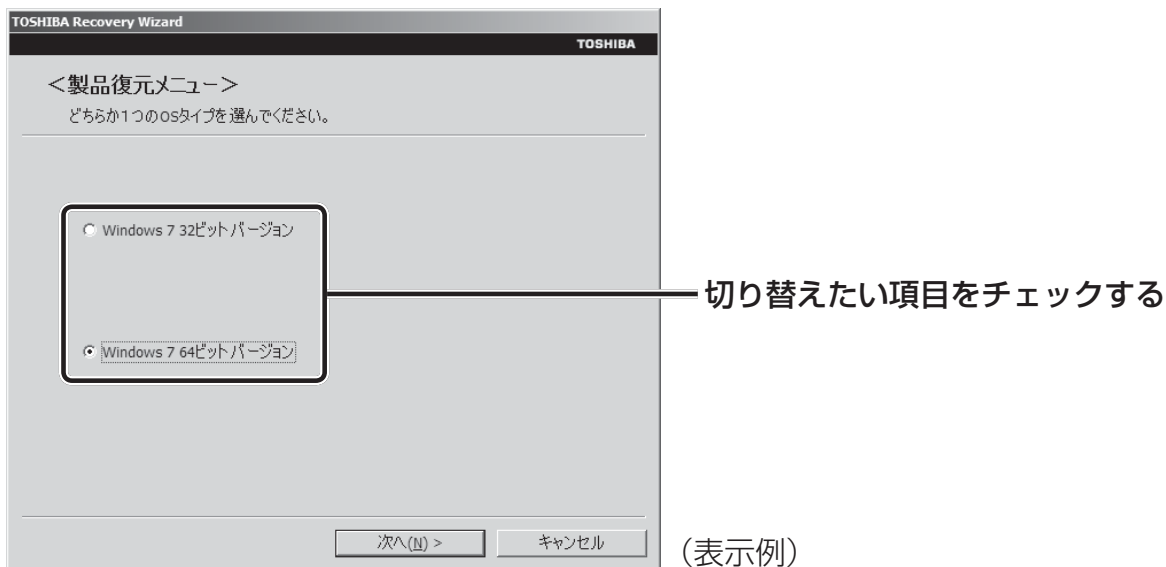 TOSHIBA Recovery Wizard
TOSHIBA
＜製品復元メニュー＞
どちらか1つのOSタイプを選んでください。
Windows 7 32ビットバージョン
切り替えたい項目をチェックする
Windows 7 64ビットバージョン
次へ(N) >
キャンセル
（表示例）